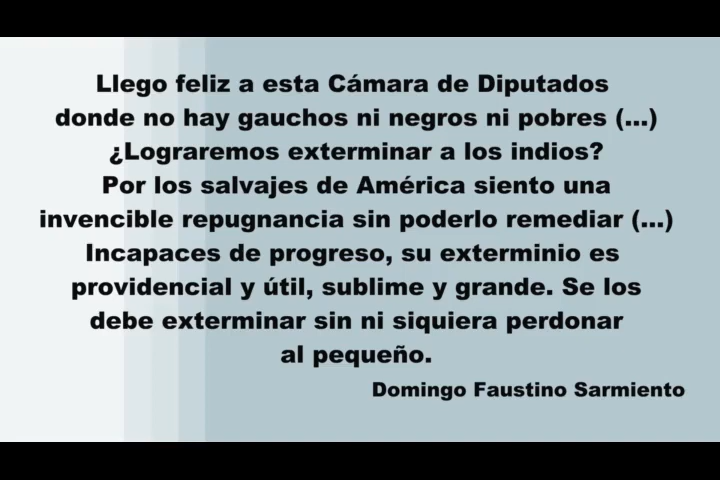 Llego feliz a esta Cámara de Diputados
donde no hay gauchos ni negros ni pobres (...)
¿Lograremos exterminar a los indios?
Por los salvajes de América siento una
invencible repugnancia sin poderlo remediar (...)
Incapaces de progreso, su exterminio es
providencial y útil, sublime y grande. Se los
debe exterminar sin ni siquiera perdonar
al pequeño.
Domingo Faustino Sarmiento